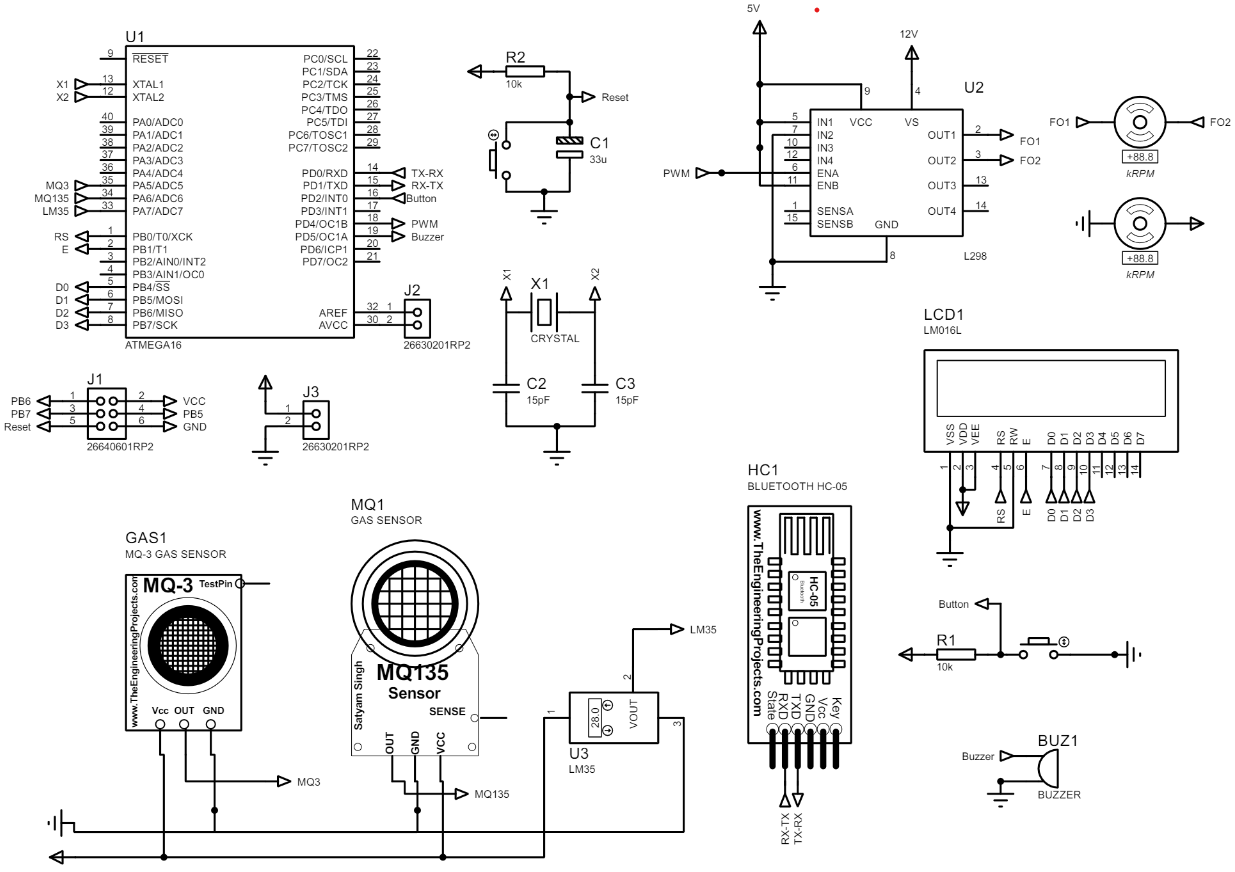 U1
9 RESET PC0/SCL 22
PC1/SDA 23
X1 13 XTAL1 PC2/TCK 24
X2 12 XTAL2 PC3/TMS 25
PC4/TDO 26
40 PA0/ADC0 PC5/TDI 27
39 PA1/ADC1 PC6/TOSC1 28
38 PA2/ADC2 PC7/TOSC2 29
37 PA3/ADC3
36 PA4/ADC4 PD0/RXD 14 TX-RX
MQ3 35 PA5/ADC5 PD1/TXD 15 RX-TX
MQ135 34 PA6/ADC6 PD2/INT0 16 Button
LM35 33 PA7/ADC7 PD3/INT1 17
PD4/OC1B 18 PWM
RS 1 PB0/T0/XCK PD5/OC1A 19 Buzzer
E 2 PB1/T1 PD6/ICP1 20
3 PB2/AIN0/INT2 PD7/OC2 21
4 PB3/AIN1/OC0
D0 5 PB4/SS
D1 6 PB5/MOSI
D2 7 PB6/MISO AREF 32
D3 8 PB7/SCK AVCC 30
ATMEGA16
J2
1
2
26630201RP2
R2
10k
Reset
C1
33u
5V
12V
U2
9 4
VCC VS
5 IN1 OUT1 2 FO1
7 IN2
10 IN3 OUT2 3 FO2
12 IN4
PWM 6 ENA OUT3 13
11 ENB
1 SENSA OUT4 14
15 SENSB GND
8
L298
FO1 FO2
+88.8
kRPM
+88.8
kRPM
J1
PB6 1 2 VCC
PB7 3 4 PB5
Reset 5 6 GND
26640601RP2
J3
1
2
26630201RP2
X1 X2
X1
CRYSTAL
C2
15pF
C3
15pF
LCD1
LM016L
VSS VDD VEE RS RW E D0 D1 D2 D3 D4 D5 D6 D7
1 2 3 4 5 6 7 8 9 10 11 12 13 14
RS E D0 D1 D2 D3
GAS1
MQ-3 GAS SENSOR
MQ-3 TestPin
www.TheEngineeringProjects.com
Vcc OUT GND
MQ3
MQ1
GAS SENSOR
MQ135
Sensor
Satyam Singh
SENSE
OUT GND VCC
MQ135
LM35
2
1 28.0 VOUT 3
U3
LM35
HC1
BLUETOOTH HC-05
www.TheEngineeringProjects.com
HC-05
Bluetooth
State RXD TXD GND Vcc Key
RX-TX TX-RX
Button
R1
10k
Buzzer BUZ1
BUZZER